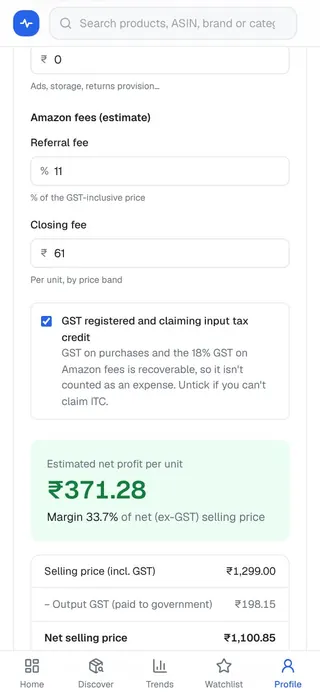 Search products, ASIN, brand or categ
₹ 0
Ads, storage, returns provision...
Amazon fees (estimate)
Referral fee
% 11
% of the GST-inclusive price
Closing fee
₹ 61
Per unit, by price band
GST registered and claiming input tax
credit
GST on purchases and the 18% GST on
Amazon fees is recoverable, so it isn't
counted as an expense. Untick if you can't
claim ITC.
Estimated net profit per unit
₹371.28
Margin 33.7% of net (ex-GST) selling price
Selling price (incl. GST) ₹1,299.00
− Output GST (paid to government) ₹198.15
Net selling price ₹1,100.85
Home Discover Trends Watchlist Profile